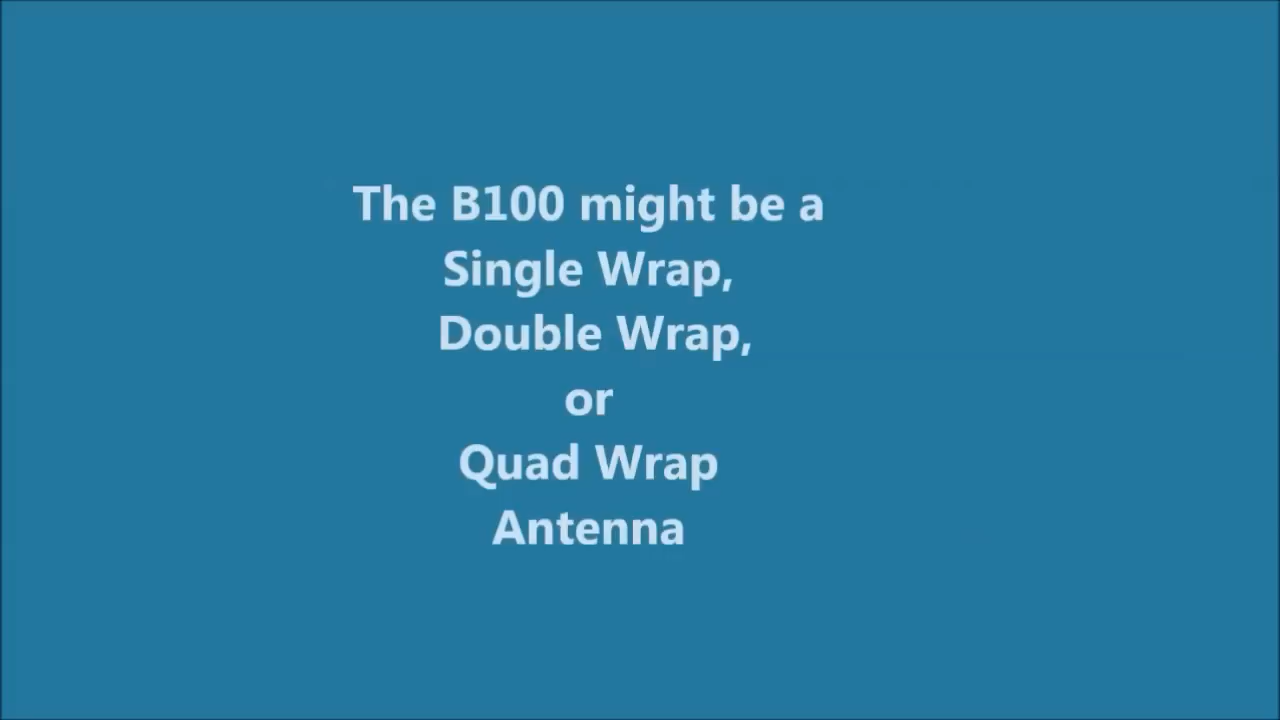 The B100 might be a
Single Wrap,
Double Wrap,
or
Quad Wrap
Antenna